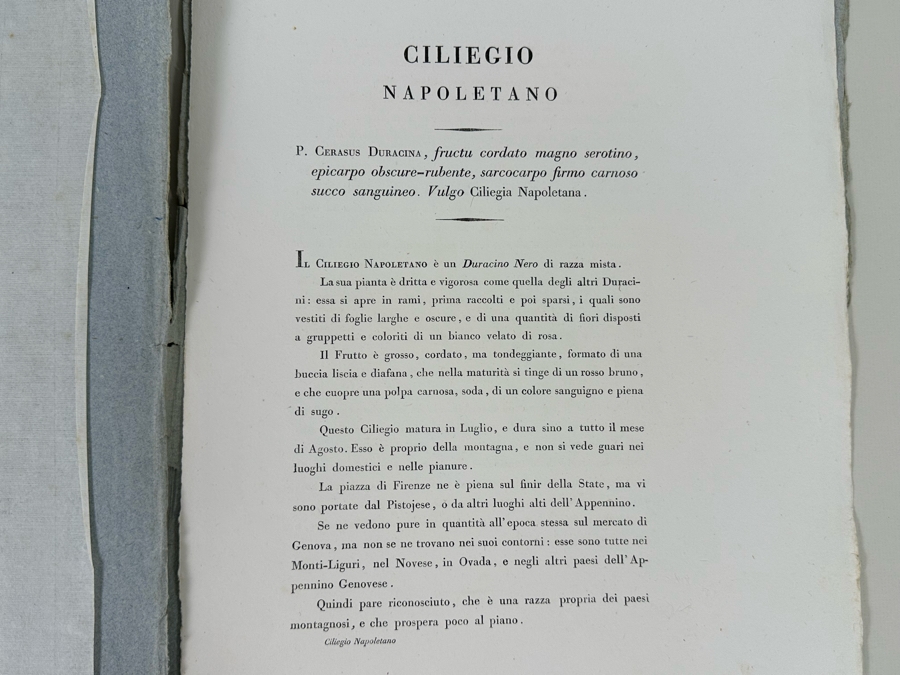 CILIEGIO
NAPOLETANO
P. Cerasus Duracina, fructu cordato magno serotino,
epicarpo obscure-rubente, sarcocarpo firmo carnoso
succo sanguineo. Vulgo Ciliegia Napoletana.
Il Ciliegio Napoletano è un Duracino Nero di razza mista.
La sua pianta è dritta e vigorosa come quella degli altri Duraci-
ni: essa si apre in rami, prima raccolti e poi sparsi, i quali sono
vestiti di foglie larghe e oscure, e di una quantità di fiori disposti
a gruppetti e coloriti di un bianco velato di rosa.
Il Frutto è grosso, cordato, ma tondeggiante, formato di una
buccia liscia e diafana, che nella maturità si tinge di un rosso bruno,
e che cuopre una polpa carnosa, soda, di un colore sanguigno e piena
di sugo.
Questo Ciliegio matura in Luglio, e dura sino a tutto il mese
di Agosto. Esso è proprio della montagna, e non si vede guari nei
luoghi domestici e nelle pianure.
La piazza di Firenze ne è piena sul finir della State, ma vi
sono portate dal Pistojese, o da altri luoghi alti dell'Appennino.
Se ne vedono pure in quantità all'epoca stessa sul mercato di
Genova, ma non se ne trovano nei suoi contorni: esse sono tutte nei
Monti-Liguri, nel Novese, in Ovada, e negli altri paesi dell'Ap-
pennino Genovese.
Quindi pare riconosciuto, che è una razza propria dei paesi
montagnosi, e che prospera poco al piano.
Ciliegio Napoletano